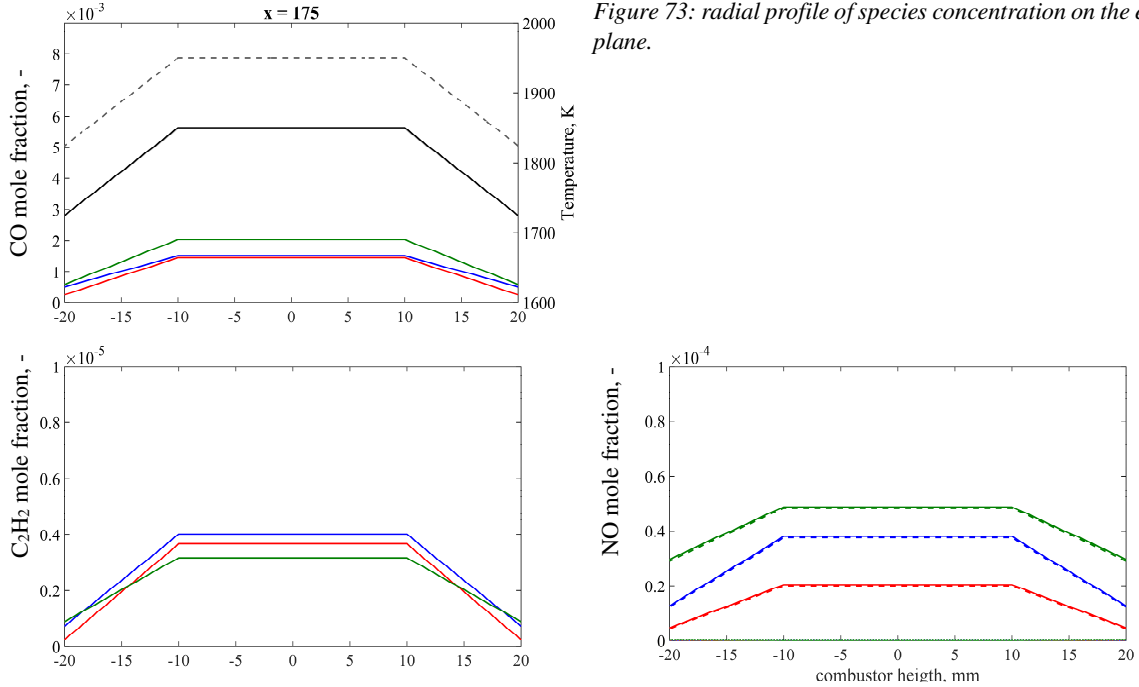 x = 175
×10⁻³
CO mole fraction, -
8
7
6
5
4
3
2
1
0
2000
1900
1800
1700
1600
Temperature, K
-20 -15 -10 -5 0 5 10 15 20
Figure 73: radial profile of species concentration on the
plane.
×10⁻⁵
C₂H₂ mole fraction, -
1
0.8
0.6
0.4
0.2
0
-20 -15 -10 -5 0 5 10 15 20
×10⁻⁴
NO mole fraction, -
1
0.8
0.6
0.4
0.2
0
-20 -15 -10 -5 0 5 10 15 20
combustor heigth, mm